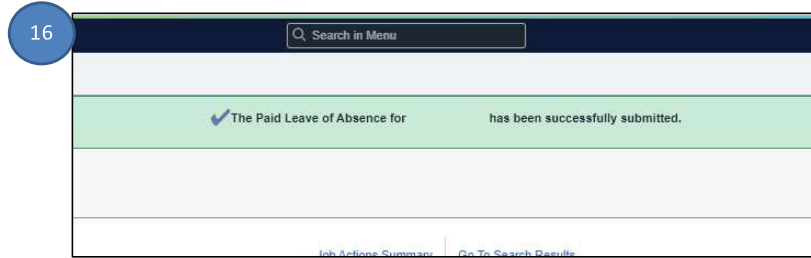 16
Search in Menu
The Paid Leave of Absence for has been successfully submitted.
Job Actions Summary Go To Search Results